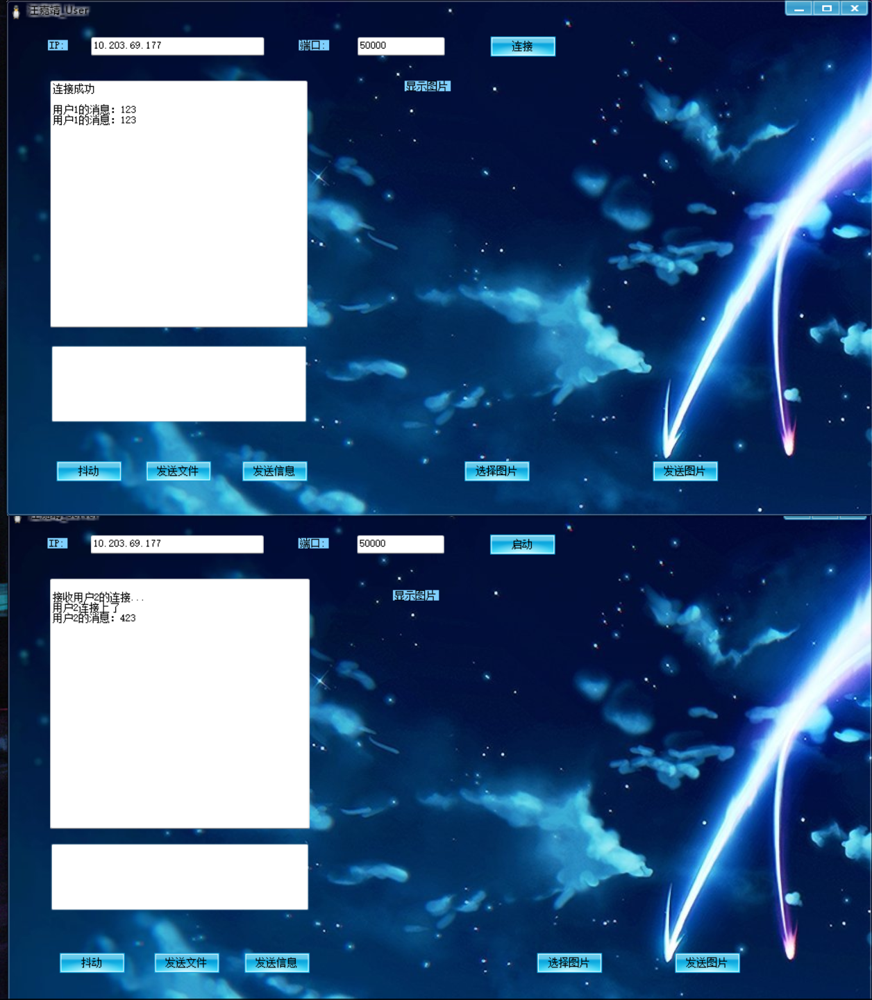 汪嘉靖_User
IP: 10.203.69.177 端口: 50000 连接
连接成功
显示图片
用户1的消息: 123
用户1的消息: 123
抖动 发送文件 发送信息 选择图片 发送图片
IP: 10.203.69.177 端口: 50000 启动
接收用户2的连接...
显示图片
用户2连接上了
用户2的消息: 423
抖动 发送文件 发送信息 选择图片 发送图片